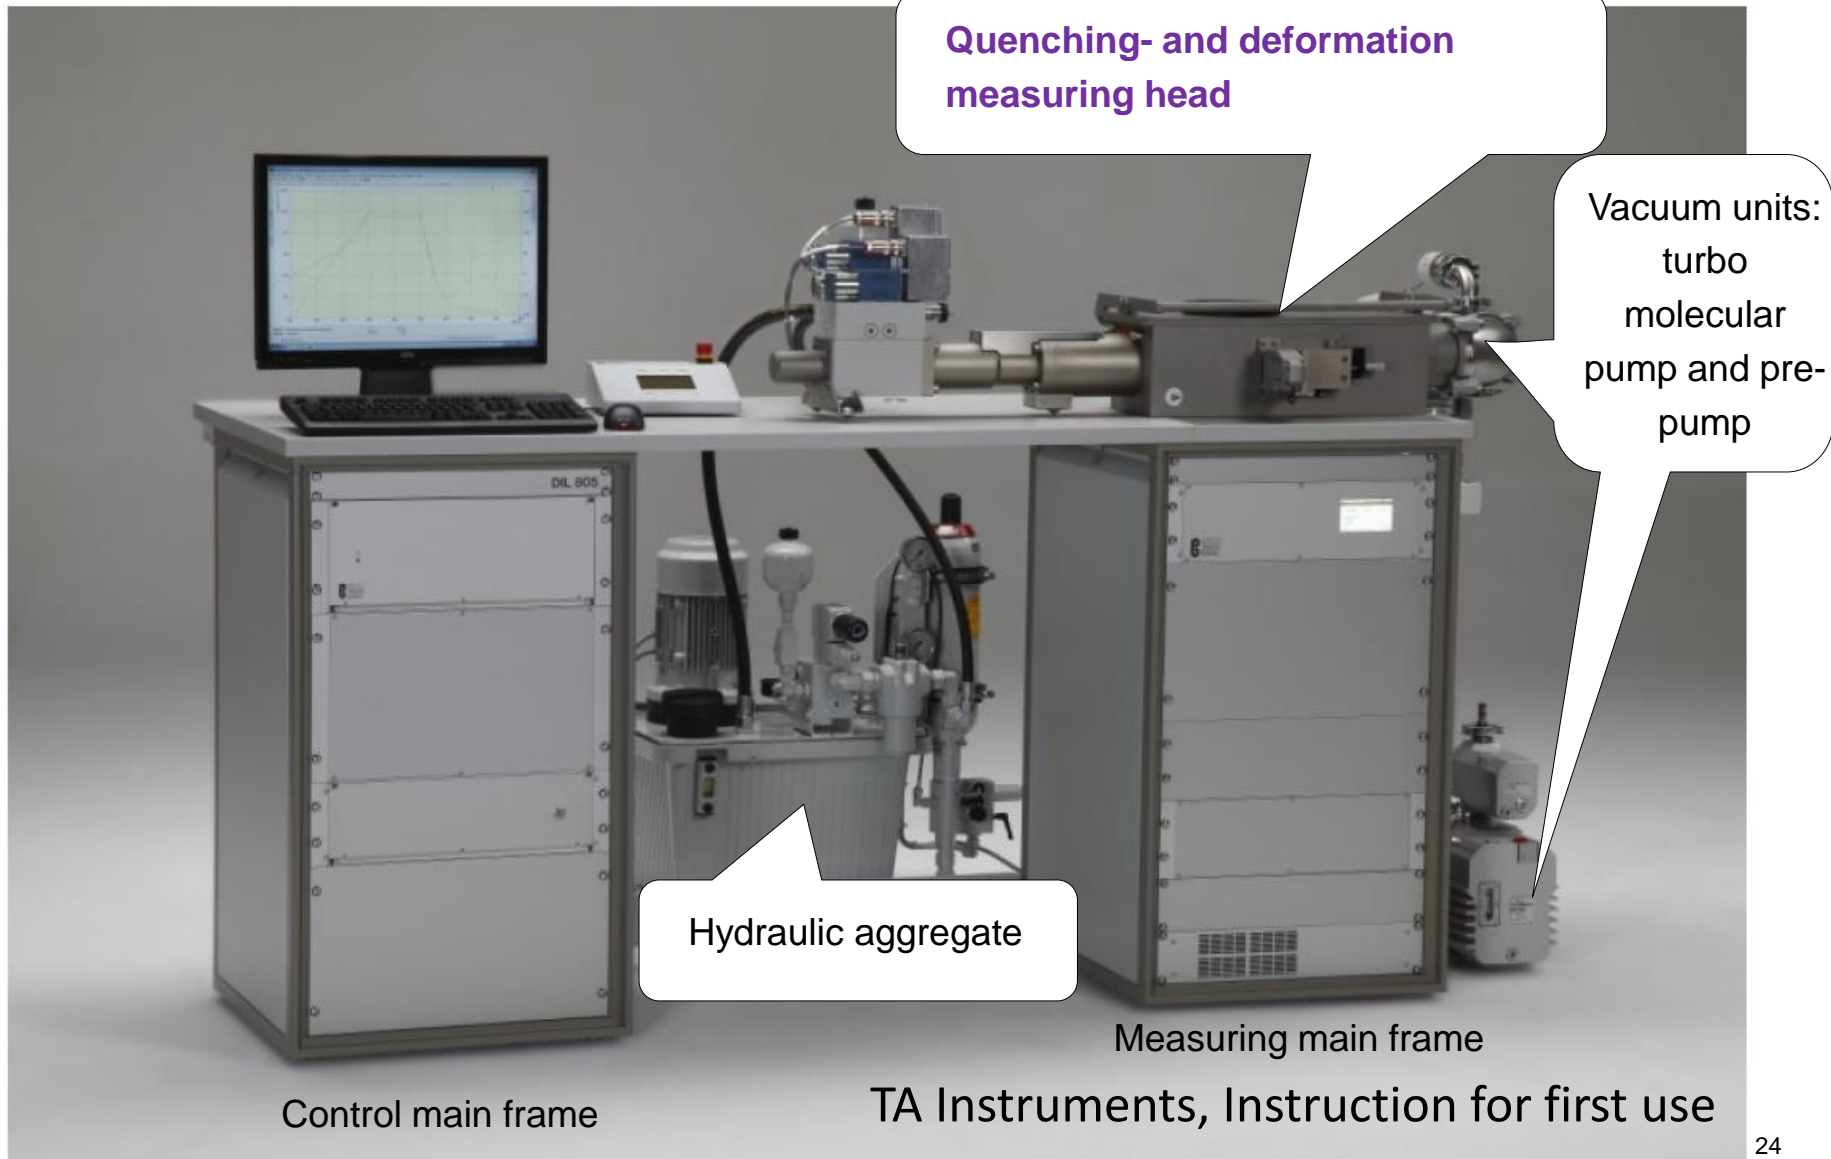 Quenching- and deformation
measuring head
Vacuum units:
turbo
molecular
pump and pre-
pump
DIL 805
Hydraulic aggregate
Measuring main frame
Control main frame
TA Instruments, Instruction for first use
24